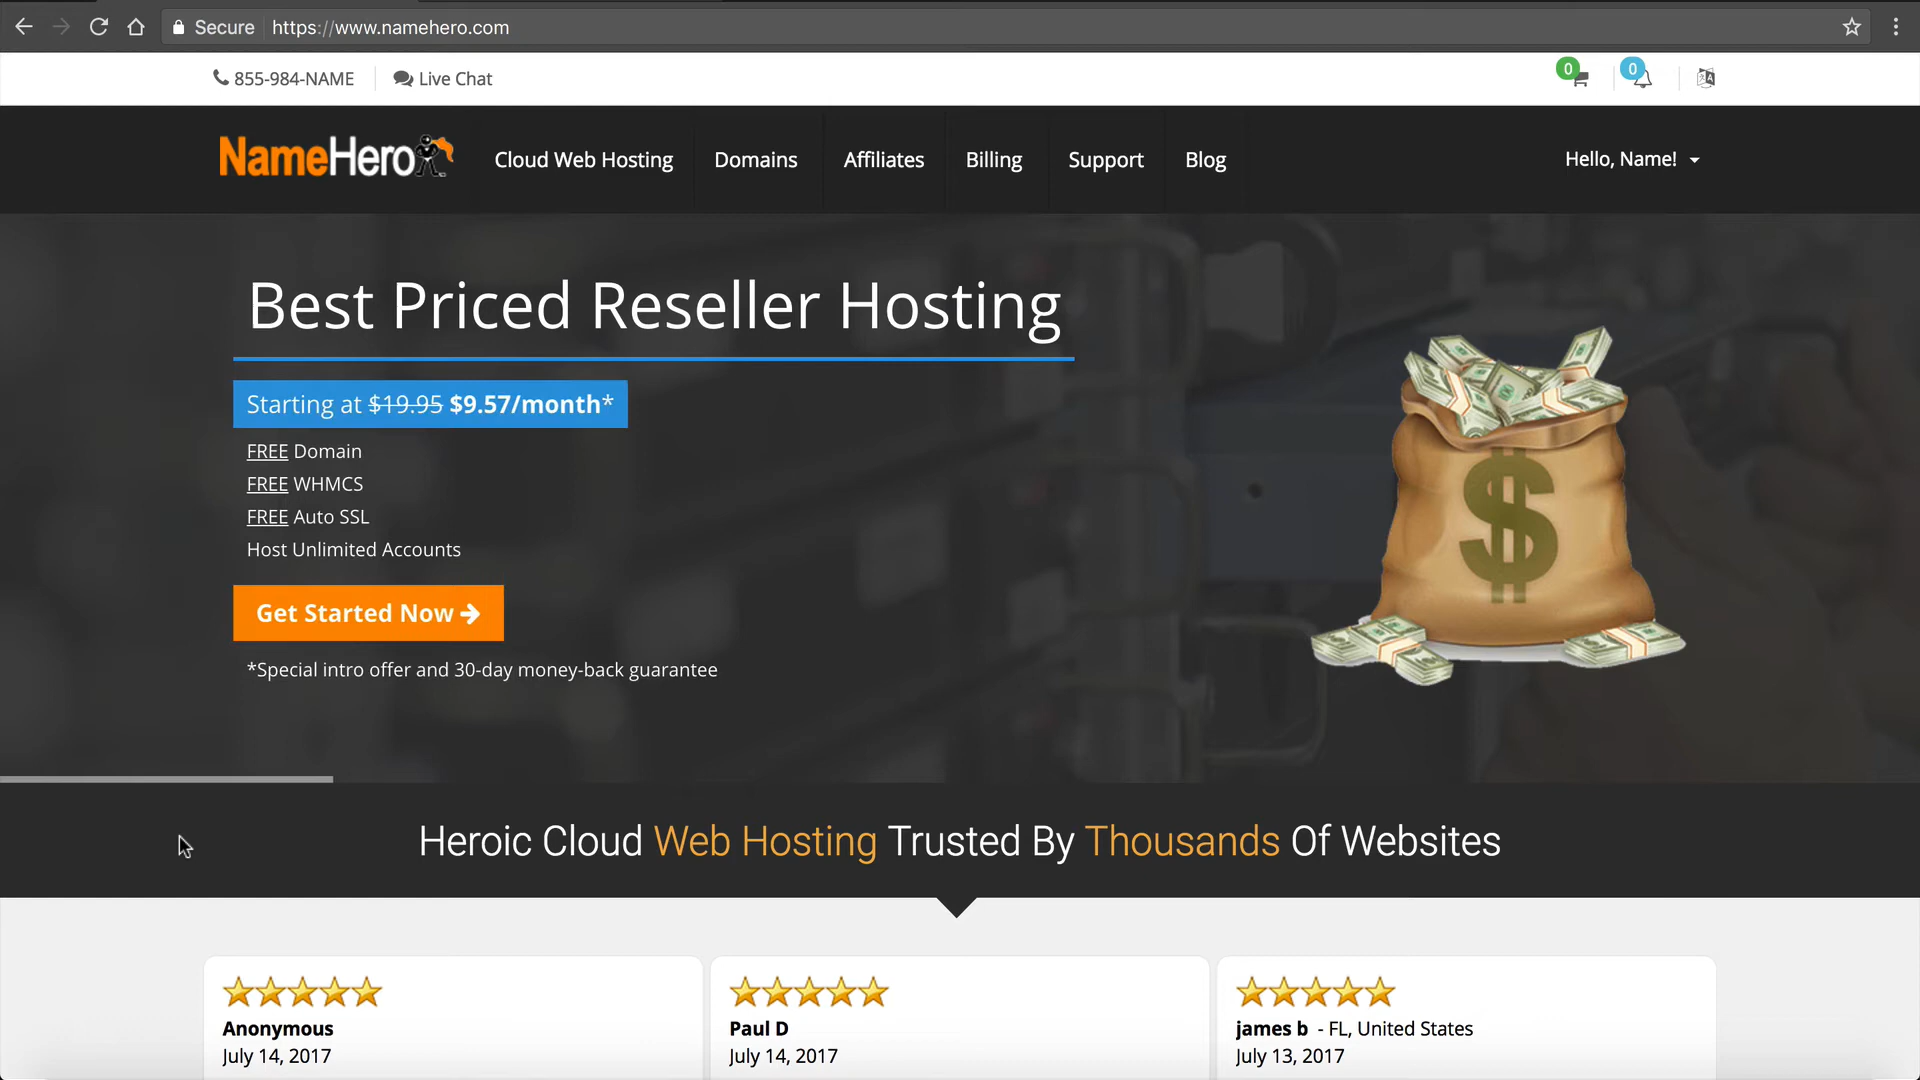 Secure https://www.namehero.com
855-984-NAME Live Chat 0 0
NameHero Cloud Web Hosting Domains Affiliates Billing Support Blog Hello, Name!
Best Priced Reseller Hosting
Starting at $19.95 $9.57/month*
FREE Domain
FREE WHMCS
FREE Auto SSL
Host Unlimited Accounts
Get Started Now
*Special intro offer and 30-day money-back guarantee
$
Heroic Cloud Web Hosting Trusted By Thousands Of Websites
Anonymous
July 14, 2017
Paul D
July 14, 2017
james b - FL, United States
July 13, 2017